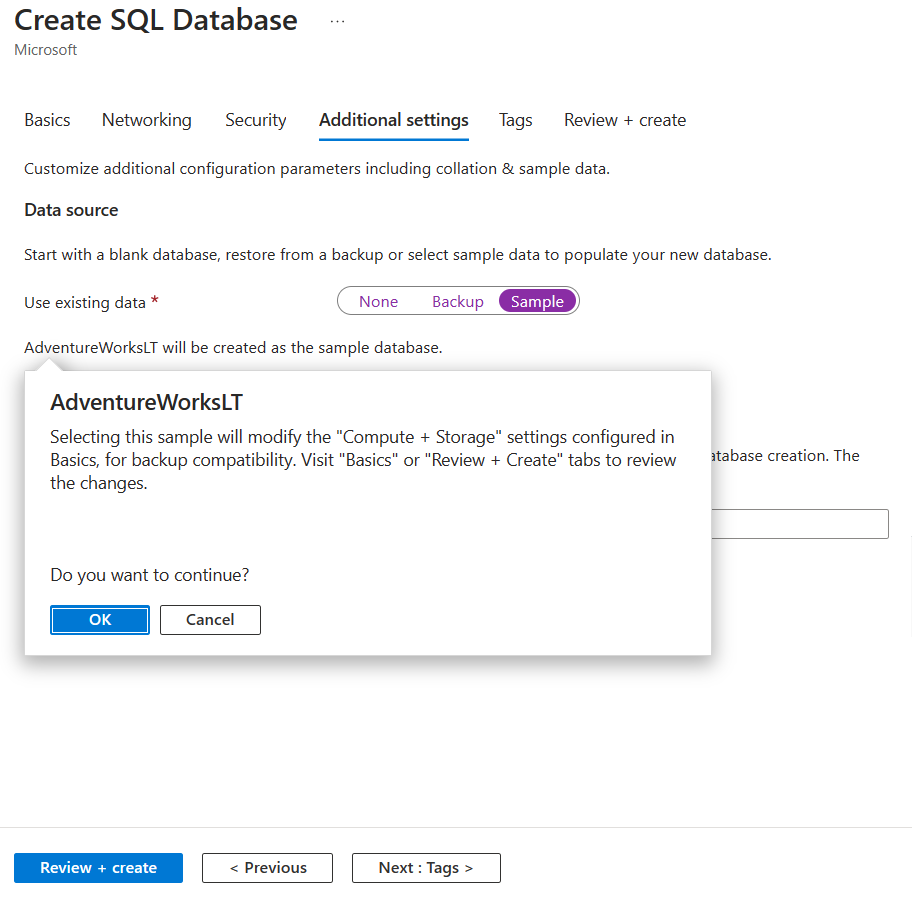 Create SQL Database ...
Microsoft
Basics Networking Security Additional settings Tags Review + create
Customize additional configuration parameters including collation & sample data.
Data source
Start with a blank database, restore from a backup or select sample data to populate your new database.
Use existing data * None Backup Sample
AdventureWorksLT will be created as the sample database.
AdventureWorksLT
Selecting this sample will modify the "Compute + Storage" settings configured in
Basics, for backup compatibility. Visit "Basics" or "Review + Create" tabs to review
the changes.
atabase creation. The
Do you want to continue?
OK Cancel
Review + create < Previous Next : Tags >